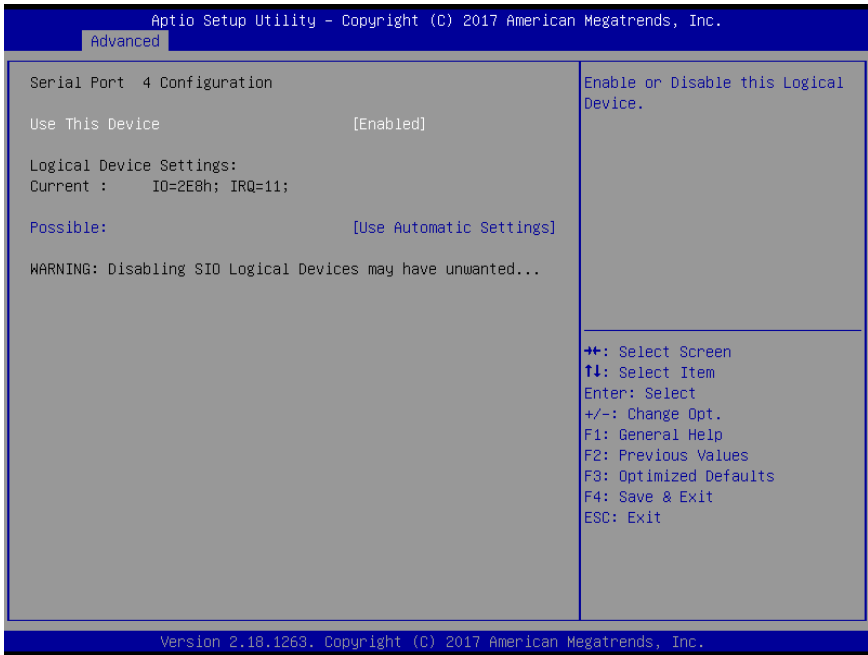 Aptio Setup Utility – Copyright (C) 2017 American Megatrends, Inc.
Advanced
Serial Port 4 Configuration
Use This Device [Enabled]
Logical Device Settings:
Current : IO=2E8h; IRQ=11;
Possible: [Use Automatic Settings]
WARNING: Disabling SIO Logical Devices may have unwanted...
Enable or Disable this Logical
Device.
→←: Select Screen
↑↓: Select Item
Enter: Select
+/-: Change Opt.
F1: General Help
F2: Previous Values
F3: Optimized Defaults
F4: Save & Exit
ESC: Exit
Version 2.18.1263. Copyright (C) 2017 American Megatrends, Inc.